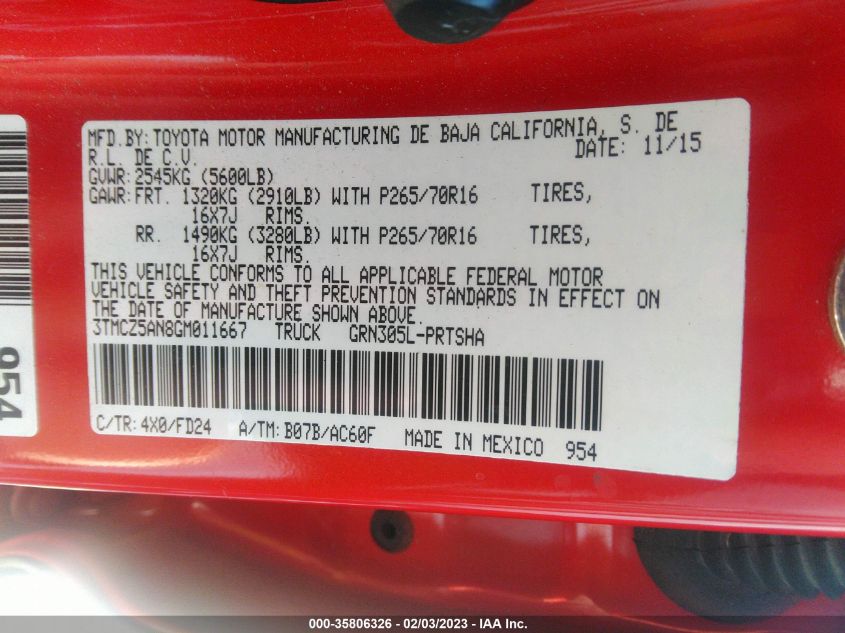 MFD.BY:TOYOTA MOTOR MANUFACTURING DE BAJA CALIFORNIA, S. DE
R.L. DE C.V. DATE: 11/15
GVWR:2545KG (5600LB)
GAWR:FRT. 1320KG (2910LB) WITH P265/70R16 TIRES,
16X7J RIMS.
RR. 1490KG (3280LB) WITH P265/70R16 TIRES,
16X7J RIMS.
THIS VEHICLE CONFORMS TO ALL APPLICABLE FEDERAL MOTOR
VEHICLE SAFETY AND THEFT PREVENTION STANDARDS IN EFFECT ON
THE DATE OF MANUFACTURE SHOWN ABOVE.
3TMCZ5AN8GM011667 TRUCK GRN305L-PRTSHA
C/TR:4X0/FD24 A/TM:B07B/AC60F MADE IN MEXICO 954
954
000-35806326 - 02/03/2023 - IAA Inc.